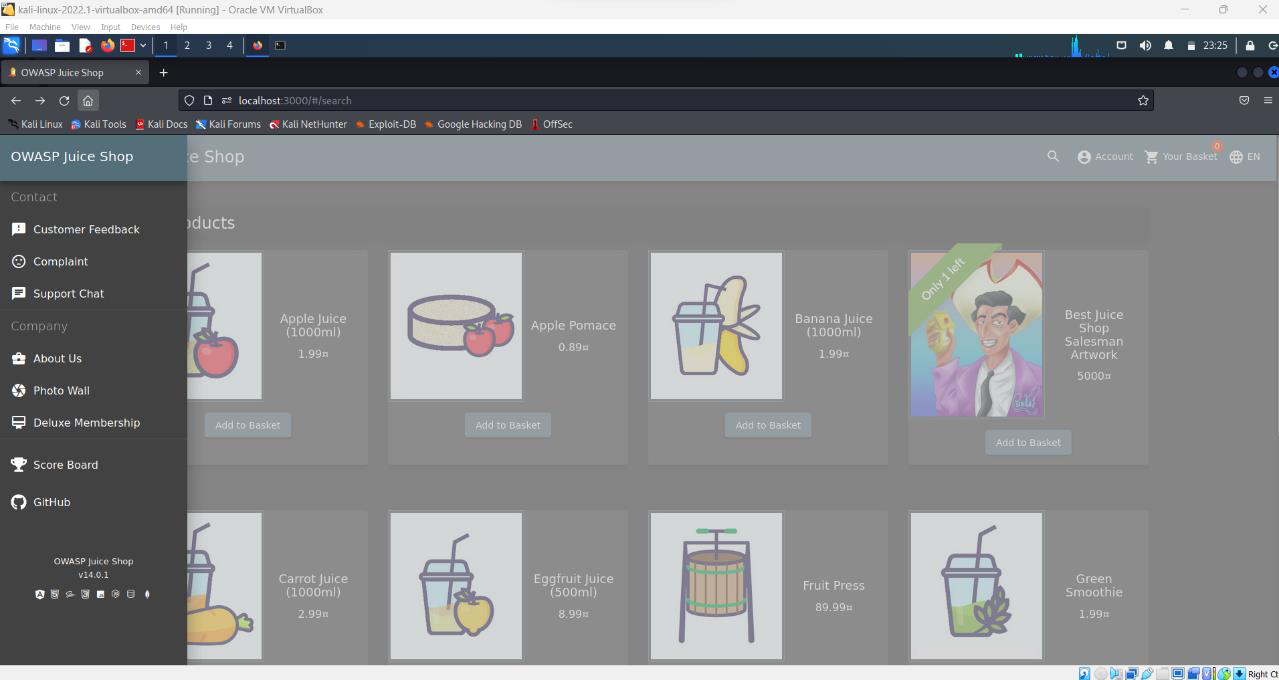 kali-linux-2022.1-virtualbox-amd64 [Running] - Oracle VM VirtualBox
File Machine View Input Devices Help
1 2 3 4
23:25
OWASP Juice Shop
localhost:3000/#/search
Kali Linux Kali Tools Kali Docs Kali Forums Kali NetHunter Exploit-DB Google Hacking DB OffSec
OWASP Juice Shop
ce Shop
Account
Your Basket
0
EN
Contact
Customer Feedback
Complaint
Support Chat
Company
About Us
Photo Wall
Deluxe Membership
Score Board
GitHub
OWASP Juice Shop
v14.0.1
oducts
Apple Juice
(1000ml)
1.99¤
Add to Basket
Apple Pomace
0.89¤
Add to Basket
Banana Juice
(1000ml)
1.99¤
Add to Basket
Only 1 left
Best Juice
Shop
Salesman
Artwork
5000¤
Add to Basket
Carrot Juice
(1000ml)
2.99¤
Eggfruit Juice
(500ml)
8.99¤
Fruit Press
89.99¤
Green
Smoothie
1.99¤
Right Ct